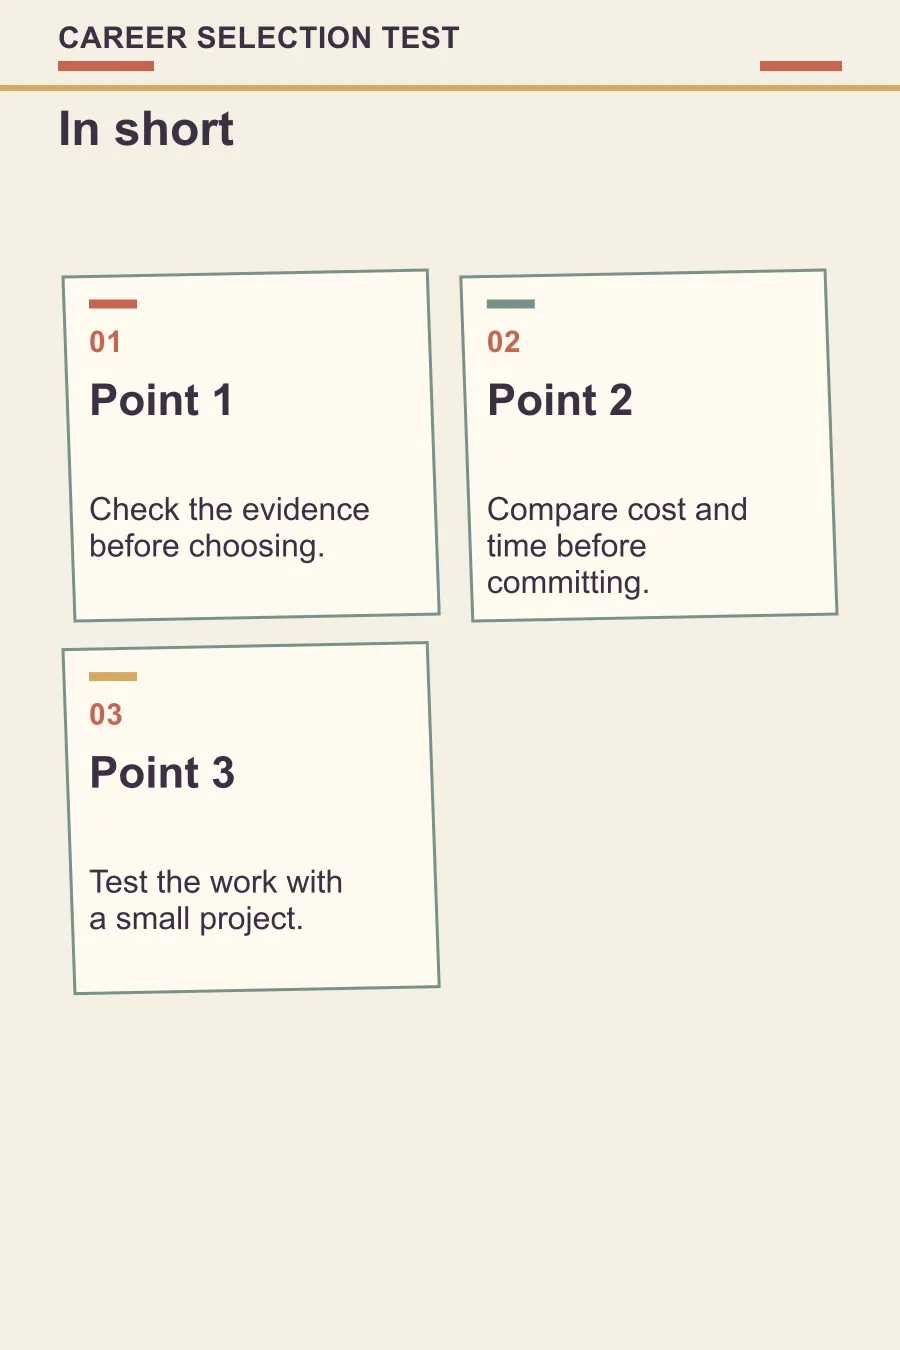 CAREER SELECTION TEST
In short
01
Point 1
Check the evidence
before choosing.
02
Point 2
Compare cost and
time before
committing.
03
Point 3
Test the work with
a small project.